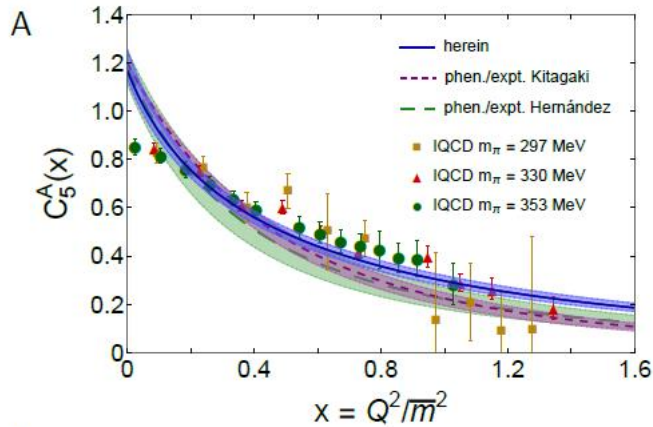 A
1.4
1.2
1.0
0.8
0.6
0.4
0.2
0
C₅ᴬ(x)
herein
phen./expt. Kitagaki
phen./expt. Hernández
lQCD mπ = 297 MeV
lQCD mπ = 330 MeV
lQCD mπ = 353 MeV
0 0.4 0.8 1.2 1.6
x = Q²/m̅²